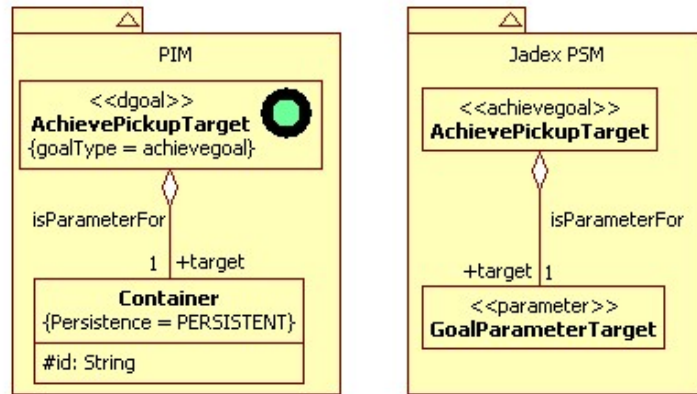 PIM
<<dgoal>>
AchievePickupTarget
{goalType = achievegoal}
isParameterFor
1 +target
Container
{Persistence = PERSISTENT}
#id: String
Jadex PSM
<<achievegoal>>
AchievePickupTarget
isParameterFor
+target 1
<<parameter>>
GoalParameterTarget